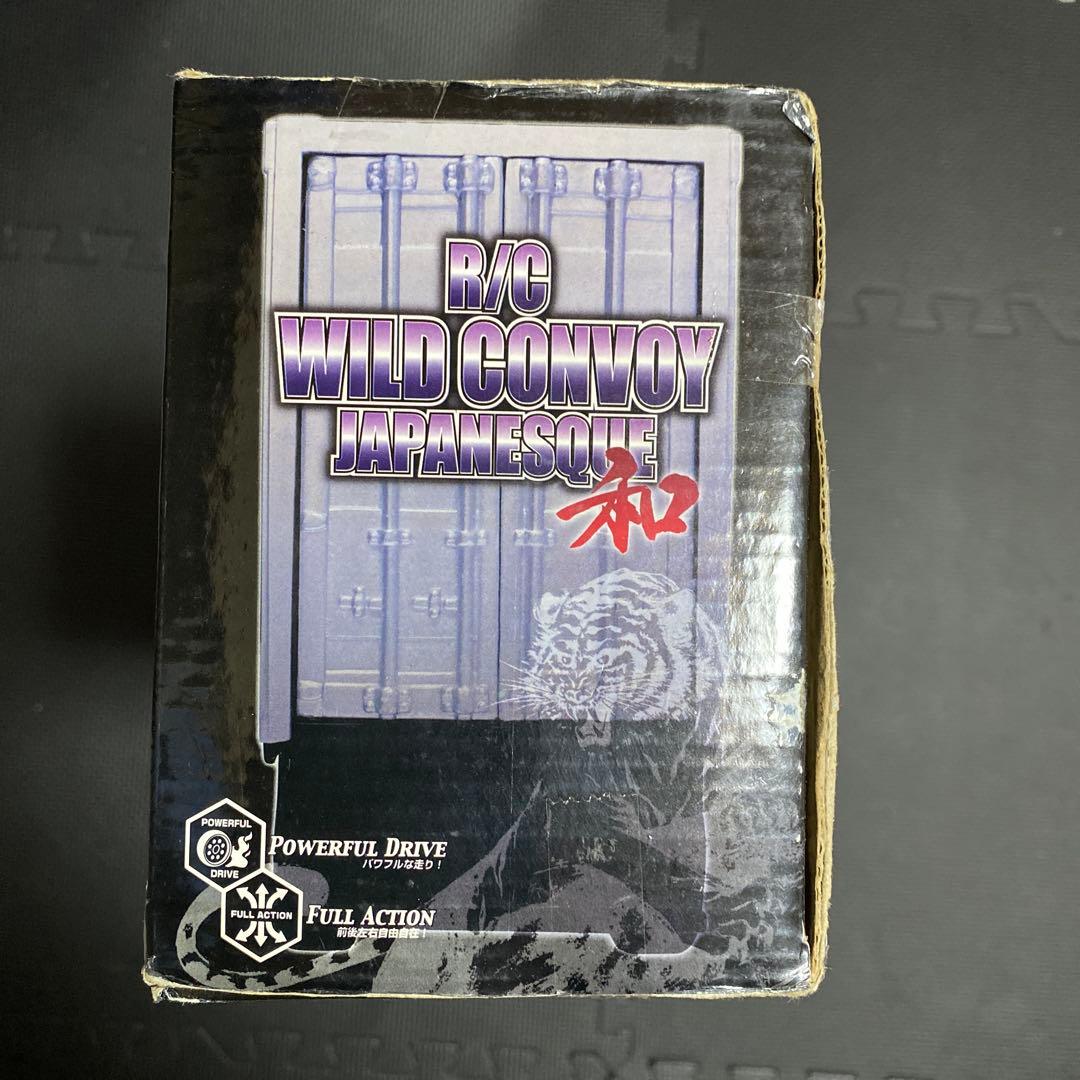 R/C
WILD CONVOY
JAPANESQUE
和
POWERFUL
DRIVE
POWERFUL DRIVE
パワフルな走り!
FULL ACTION
FULL ACTION
前後左右自由自在!